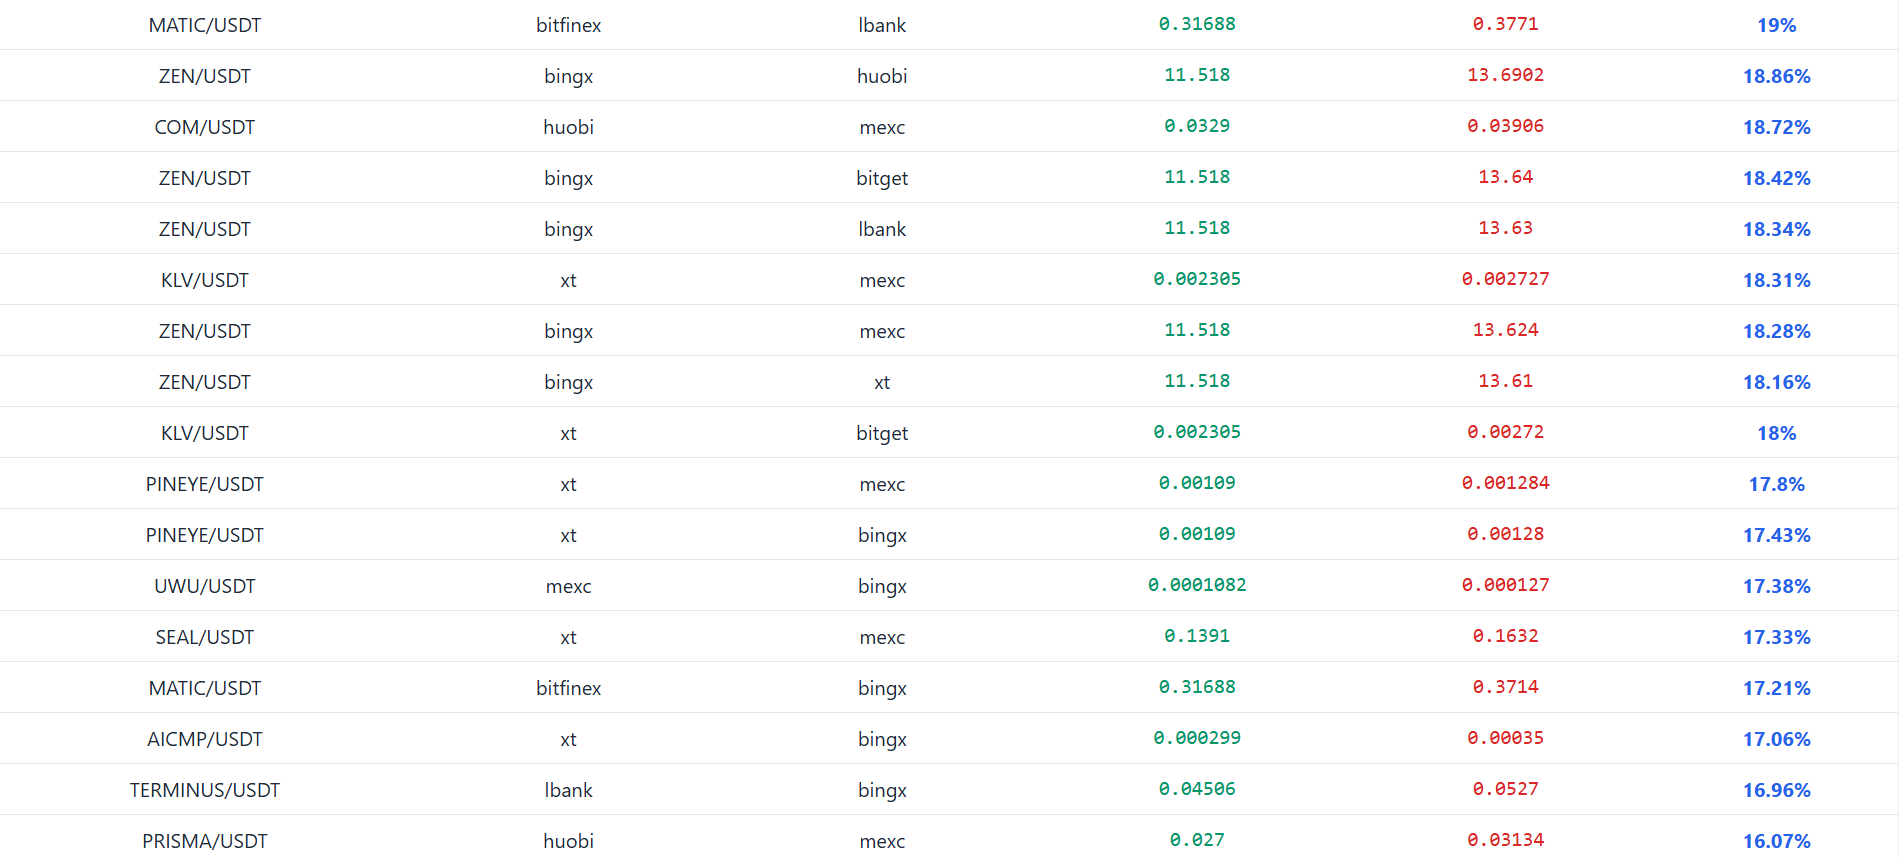 MATIC/USDT bitfinex lbank 0.31688 0.3771 19%
ZEN/USDT bingx huobi 11.518 13.6902 18.86%
COM/USDT huobi mexc 0.0329 0.03906 18.72%
ZEN/USDT bingx bitget 11.518 13.64 18.42%
ZEN/USDT bingx lbank 11.518 13.63 18.34%
KLV/USDT xt mexc 0.002305 0.002727 18.31%
ZEN/USDT bingx mexc 11.518 13.624 18.28%
ZEN/USDT bingx xt 11.518 13.61 18.16%
KLV/USDT xt bitget 0.002305 0.00272 18%
PINEYE/USDT xt mexc 0.00109 0.001284 17.8%
PINEYE/USDT xt bingx 0.00109 0.00128 17.43%
UWU/USDT mexc bingx 0.0001082 0.000127 17.38%
SEAL/USDT xt mexc 0.1391 0.1632 17.33%
MATIC/USDT bitfinex bingx 0.31688 0.3714 17.21%
AICMP/USDT xt bingx 0.000299 0.00035 17.06%
TERMINUS/USDT lbank bingx 0.04506 0.0527 16.96%
PRISMA/USDT huobi mexc 0.027 0.03134 16.07%